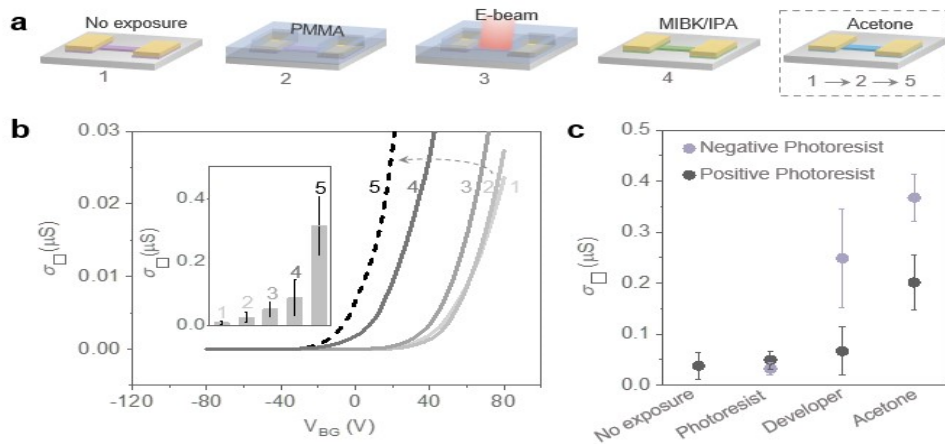 a
No exposure
PMMA
E-beam
MIBK/IPA
Acetone
1
2
3
4
1 → 2 → 5
b
0.03
0.02
0.01
0.00
σ□(μS)
-120
-80
-40
0
40
80
V_BG (V)
5
4
3
2
1
0.4
0.2
0.0
σ□(μS)
1
2
3
4
5
c
0.5
0.4
0.3
0.2
0.1
0.0
σ□(μS)
Negative Photoresist
Positive Photoresist
No exposure
Photoresist
Developer
Acetone